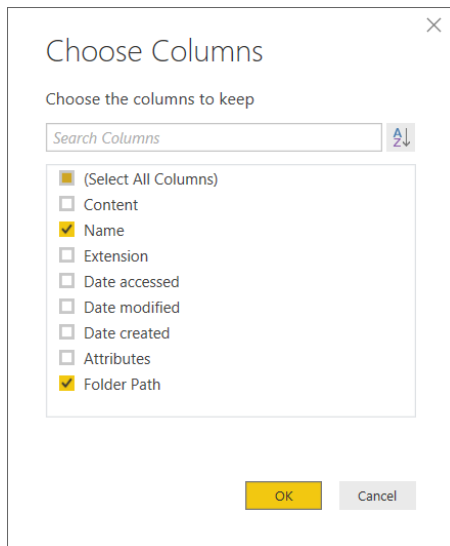 Choose Columns
Choose the columns to keep
Search Columns
(Select All Columns)
Content
Name
Extension
Date accessed
Date modified
Date created
Attributes
Folder Path
OK
Cancel